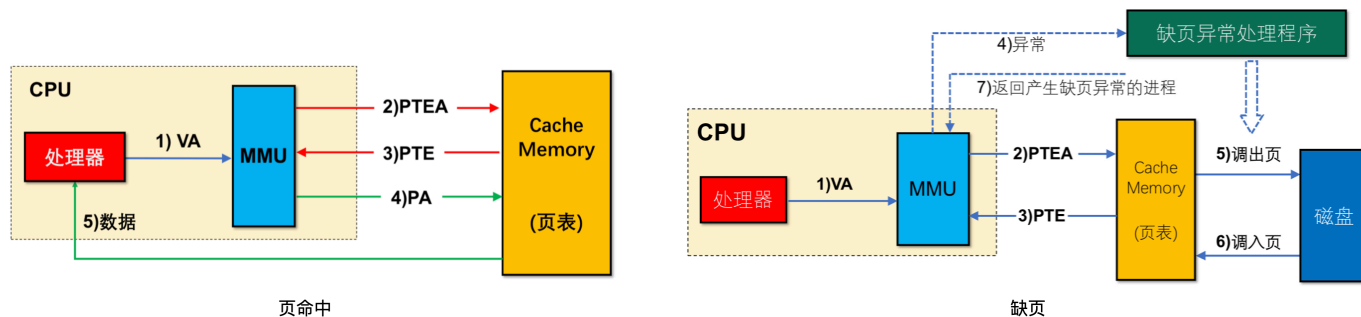 CPU
处理器
1) VA
MMU
2)PTEA
3)PTE
4)PA
5)数据
Cache
Memory
(页表)
页命中
缺页异常处理程序
4)异常
7)返回产生缺页异常的进程
CPU
处理器
1)VA
MMU
2)PTEA
3)PTE
Cache
Memory
(页表)
5)调出页
6)调入页
磁盘
缺页